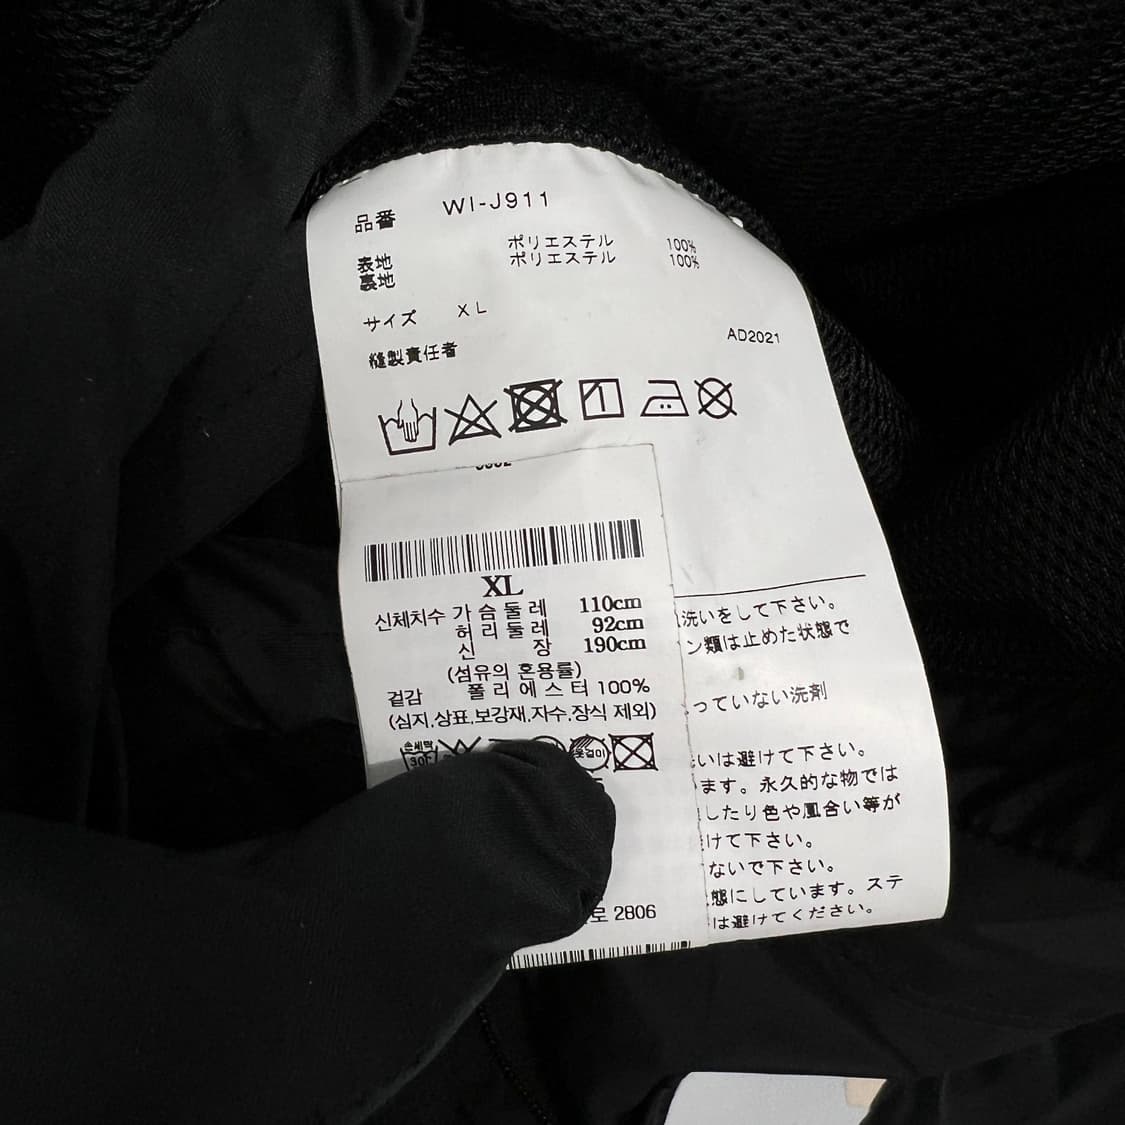 品番 WI-J911
表地 ポリエステル 100%
裏地 ポリエステル 100%
サイズ XL
縫製責任者
AD2021
XL
신체치수 가슴둘레 110cm
허리둘레 92cm
신장 190cm
(섬유의 혼용률)
겉감 폴리에스터 100%
(심지,상표,보강재,자수,장식 제외)
손세탁
30℃
옷걸이
로 2806
洗いをして下さい。
ン類は止めた状態で
っていない洗剤
いは避けて下さい。
ます。永久的な物では
したり色や風合い等が
けて下さい。
ないで下さい。
態にしています。ステ
は避けてください。